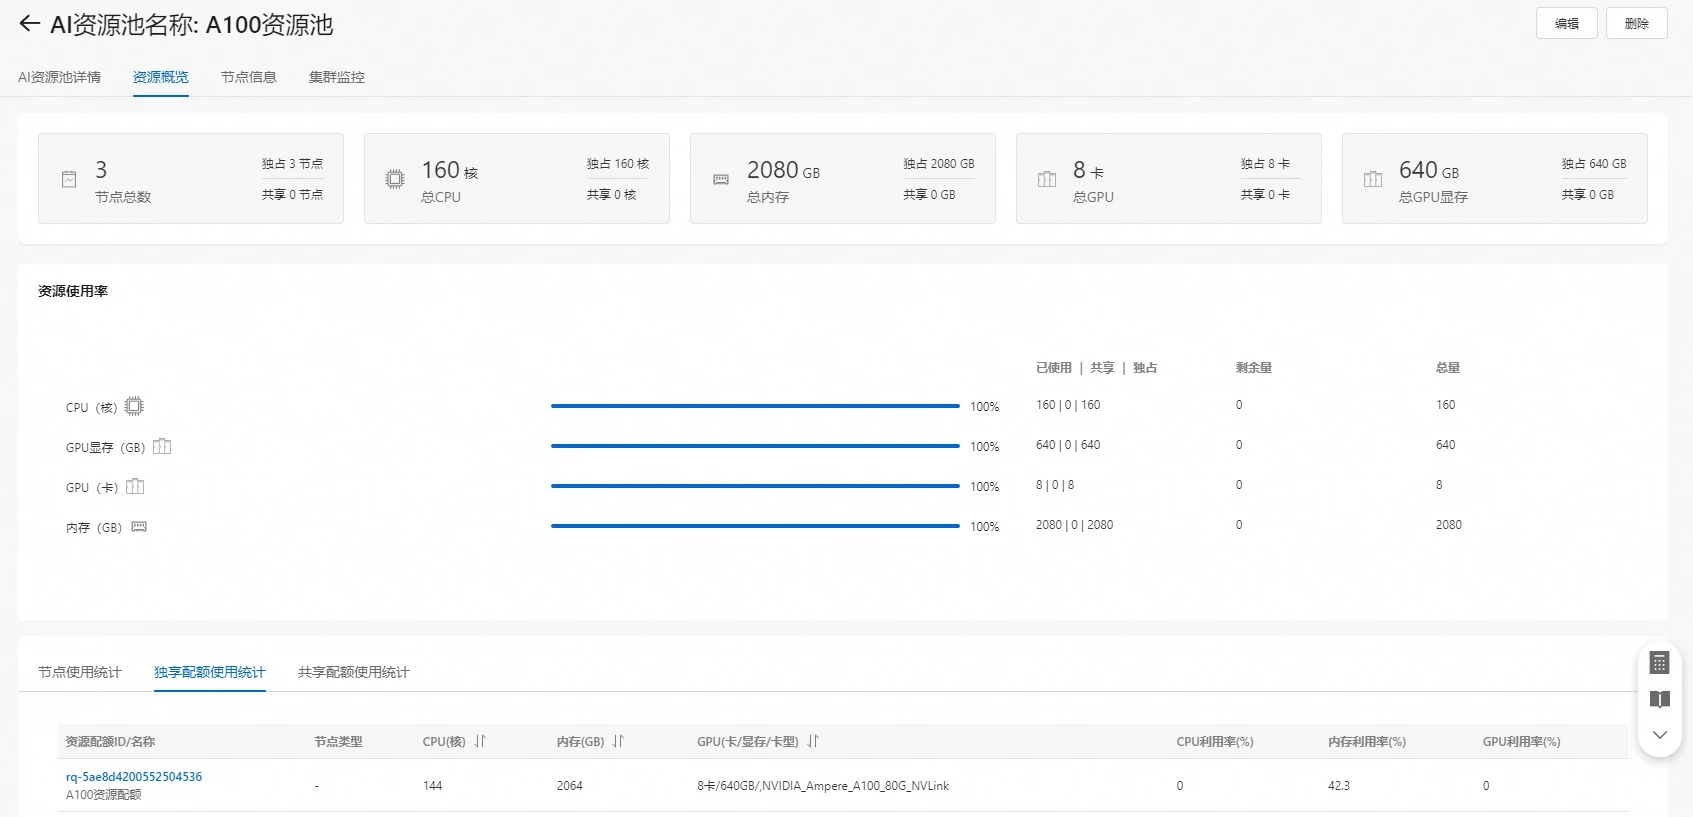 AI资源池名称: A100资源池
编辑
删除
AI资源池详情 资源概览 节点信息 集群监控
3
节点总数
独占 3 节点
共享 0 节点
160 核
总CPU
独占 160 核
共享 0 核
2080 GB
总内存
独占 2080 GB
共享 0 GB
8 卡
总GPU
独占 8 卡
共享 0 卡
640 GB
总GPU显存
独占 640 GB
共享 0 GB
资源使用率
已使用 | 共享 | 独占 剩余量 总量
CPU（核） 100% 160 | 0 | 160 0 160
GPU显存（GB） 100% 640 | 0 | 640 0 640
GPU（卡） 100% 8 | 0 | 8 0 8
内存（GB） 100% 2080 | 0 | 2080 0 2080
节点使用统计 独享配额使用统计 共享配额使用统计
资源配额ID/名称 节点类型 CPU(核) 内存(GB) GPU(卡/显存/卡型) CPU利用率(%) 内存利用率(%) GPU利用率(%)
rq-5ae8d4200552504536
A100资源配额
- 144 2064 8卡/640GB/,NVIDIA_Ampere_A100_80G_NVLink 0 42.3 0